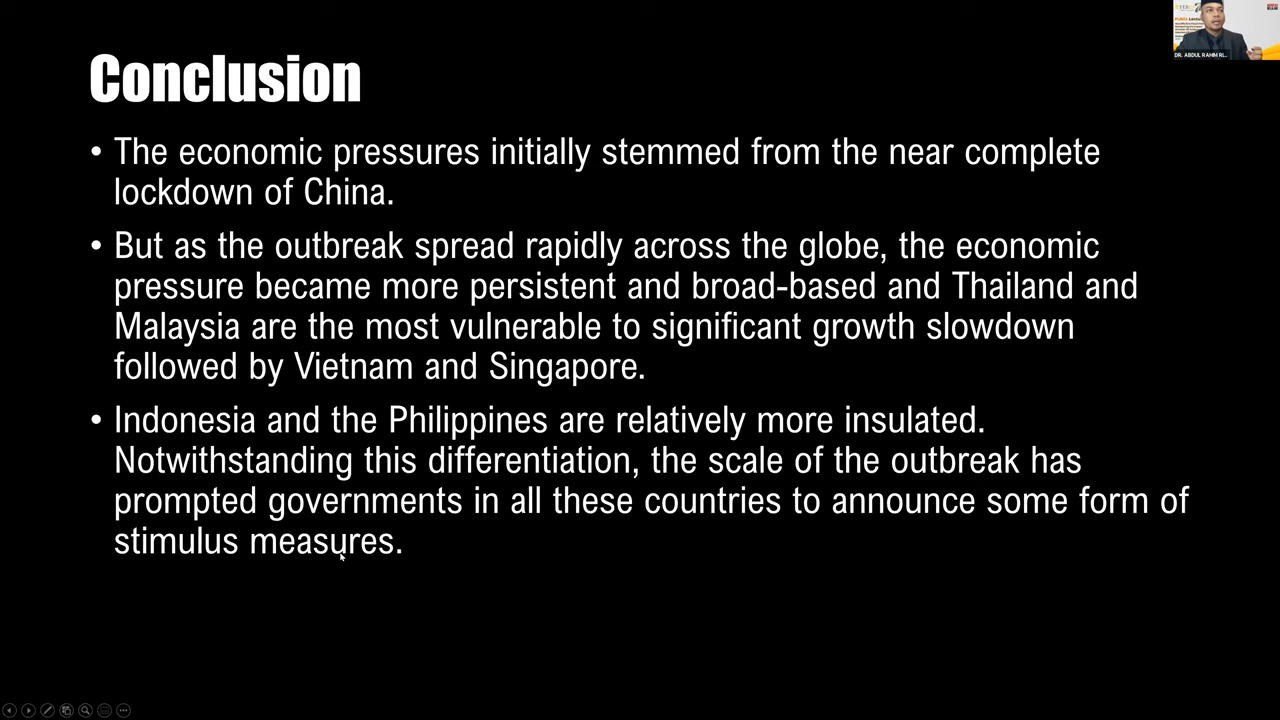 Conclusion
• The economic pressures initially stemmed from the near complete
lockdown of China.
• But as the outbreak spread rapidly across the globe, the economic
pressure became more persistent and broad-based and Thailand and
Malaysia are the most vulnerable to significant growth slowdown
followed by Vietnam and Singapore.
• Indonesia and the Philippines are relatively more insulated.
Notwithstanding this differentiation, the scale of the outbreak has
prompted governments in all these countries to announce some form of
stimulus measures.
Public
DR. ABDUL RAHIM